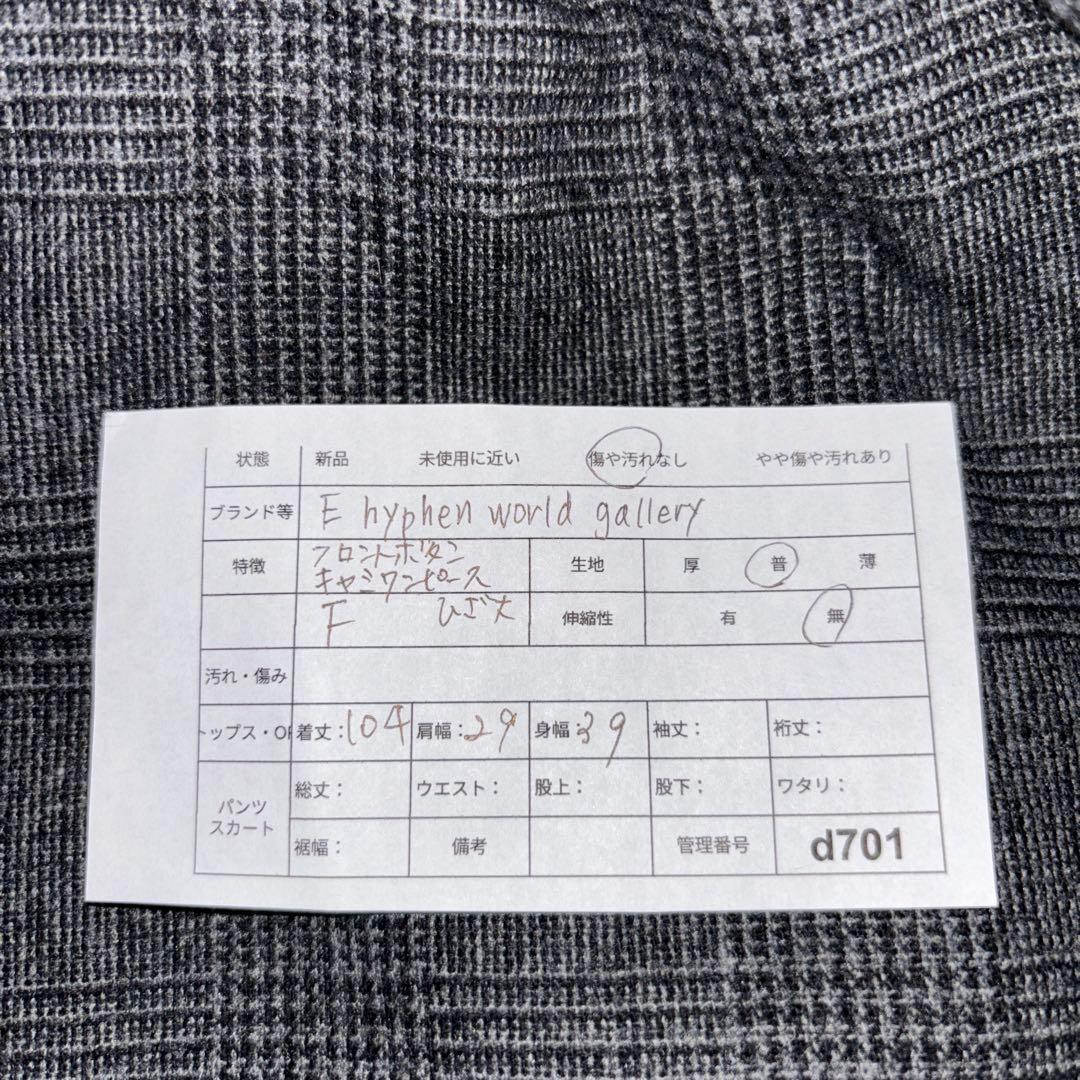 状態 新品 未使用に近い 傷や汚れなし やや傷や汚れあり
ブランド等 E hyphen world gallery
特徴 フロントボタン キャミワンピース 生地 厚 普 薄
F ひざ丈 伸縮性 有 無
汚れ・傷み
トップス・OP 着丈：104 肩幅：29 身幅：39 袖丈： 裄丈：
パンツ スカート 総丈： ウエスト： 股上： 股下： ワタリ：
裾幅： 備考 管理番号 d701